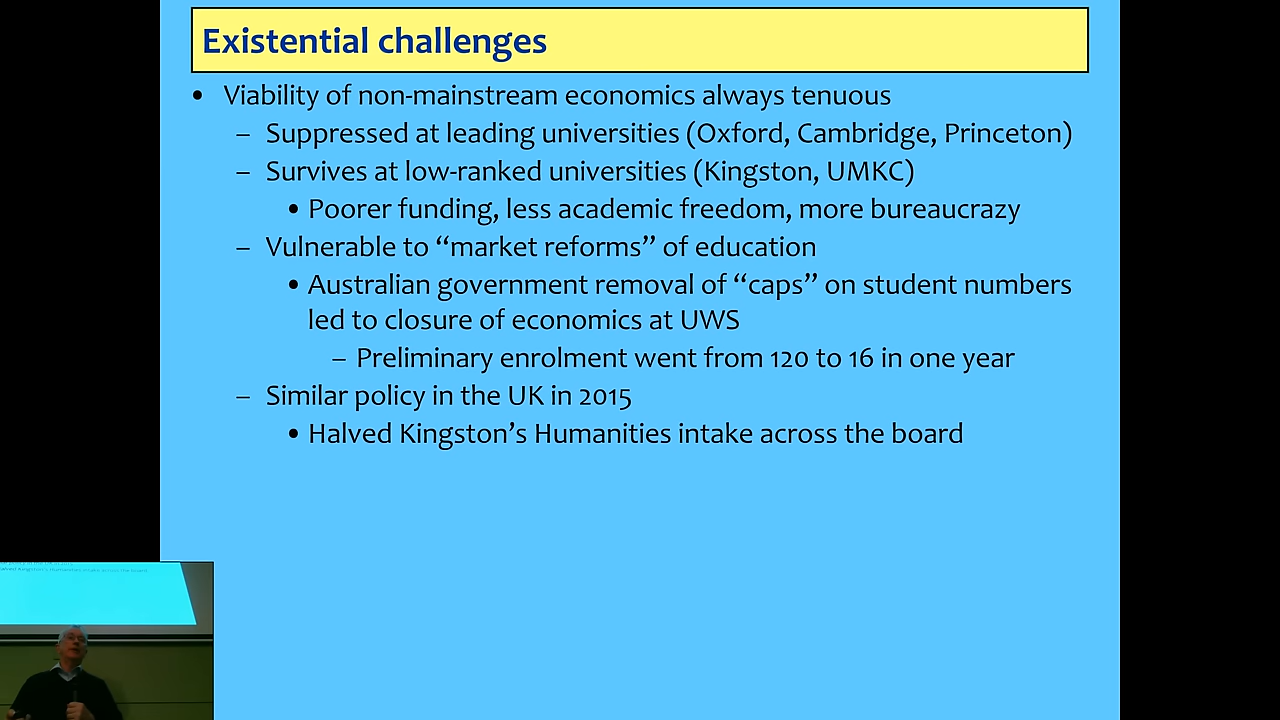 Existential challenges
• Viability of non-mainstream economics always tenuous
– Suppressed at leading universities (Oxford, Cambridge, Princeton)
– Survives at low-ranked universities (Kingston, UMKC)
• Poorer funding, less academic freedom, more bureaucrazy
– Vulnerable to “market reforms” of education
• Australian government removal of “caps” on student numbers
led to closure of economics at UWS
– Preliminary enrolment went from 120 to 16 in one year
– Similar policy in the UK in 2015
• Halved Kingston’s Humanities intake across the board